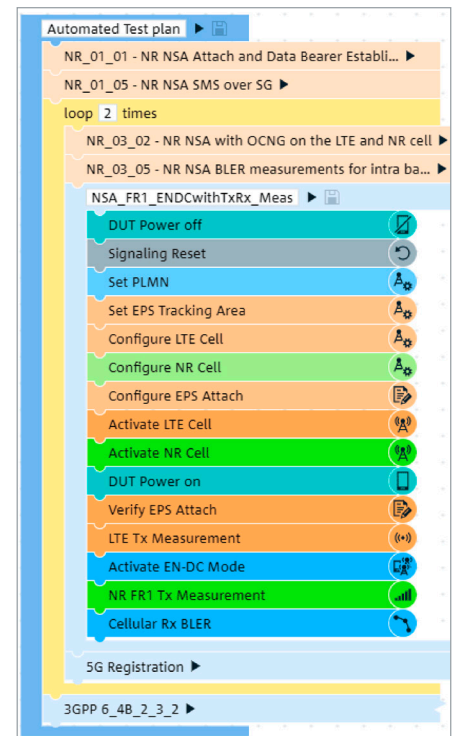 Automated Test plan
NR_01_01 - NR NSA Attach and Data Bearer Establi...
NR_01_05 - NR NSA SMS over SG
loop 2 times
NR_03_02 - NR NSA with OCNG on the LTE and NR cell
NR_03_05 - NR NSA BLER measurements for intra ba...
NSA_FR1_ENDCwithTxRx_Meas
DUT Power off
Signaling Reset
Set PLMN
Set EPS Tracking Area
Configure LTE Cell
Configure NR Cell
Configure EPS Attach
Activate LTE Cell
Activate NR Cell
DUT Power on
Verify EPS Attach
LTE Tx Measurement
Activate EN-DC Mode
NR FR1 Tx Measurement
Cellular Rx BLER
5G Registration
3GPP 6_4B_2_3_2